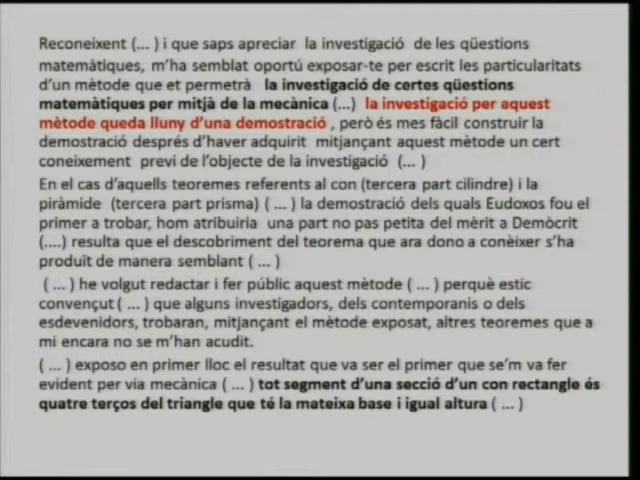 Reconeixent (... ) i que saps apreciar la investigació de les qüestions
matemàtiques, m’ha semblat oportú exposar-te per escrit les particularitats
d’un mètode que et permetrà la investigació de certes qüestions
matemàtiques per mitjà de la mecànica (...) la investigació per aquest
mètode queda lluny d’una demostració , però és mes fàcil construir la
demostració després d’haver adquirit mitjançant aquest mètode un cert
coneixement previ de l’objecte de la investigació (... )
En el cas d’aquells teoremes referents al con (tercera part cilindre) i la
piràmide (tercera part prisma) ( ... ) la demostració dels quals Eudoxos fou el
primer a trobar, hom atribuiria una part no pas petita del mèrit a Demòcrit
(....) resulta que el descobriment del teorema que ara dono a conèixer s’ha
produït de manera semblant ( ... )
( ... ) he volgut redactar i fer públic aquest mètode ( ... ) perquè estic
convençut ( ... ) que alguns investigadors, dels contemporanis o dels
esdevenidors, trobaran, mitjançant el mètode exposat, altres teoremes que a
mi encara no se m’han acudit.
( ... ) exposo en primer lloc el resultat que va ser el primer que se’m va fer
evident per via mecànica ( ... ) tot segment d’una secció d’un con rectangle és
quatre terços del triangle que té la mateixa base i igual altura ( ... )